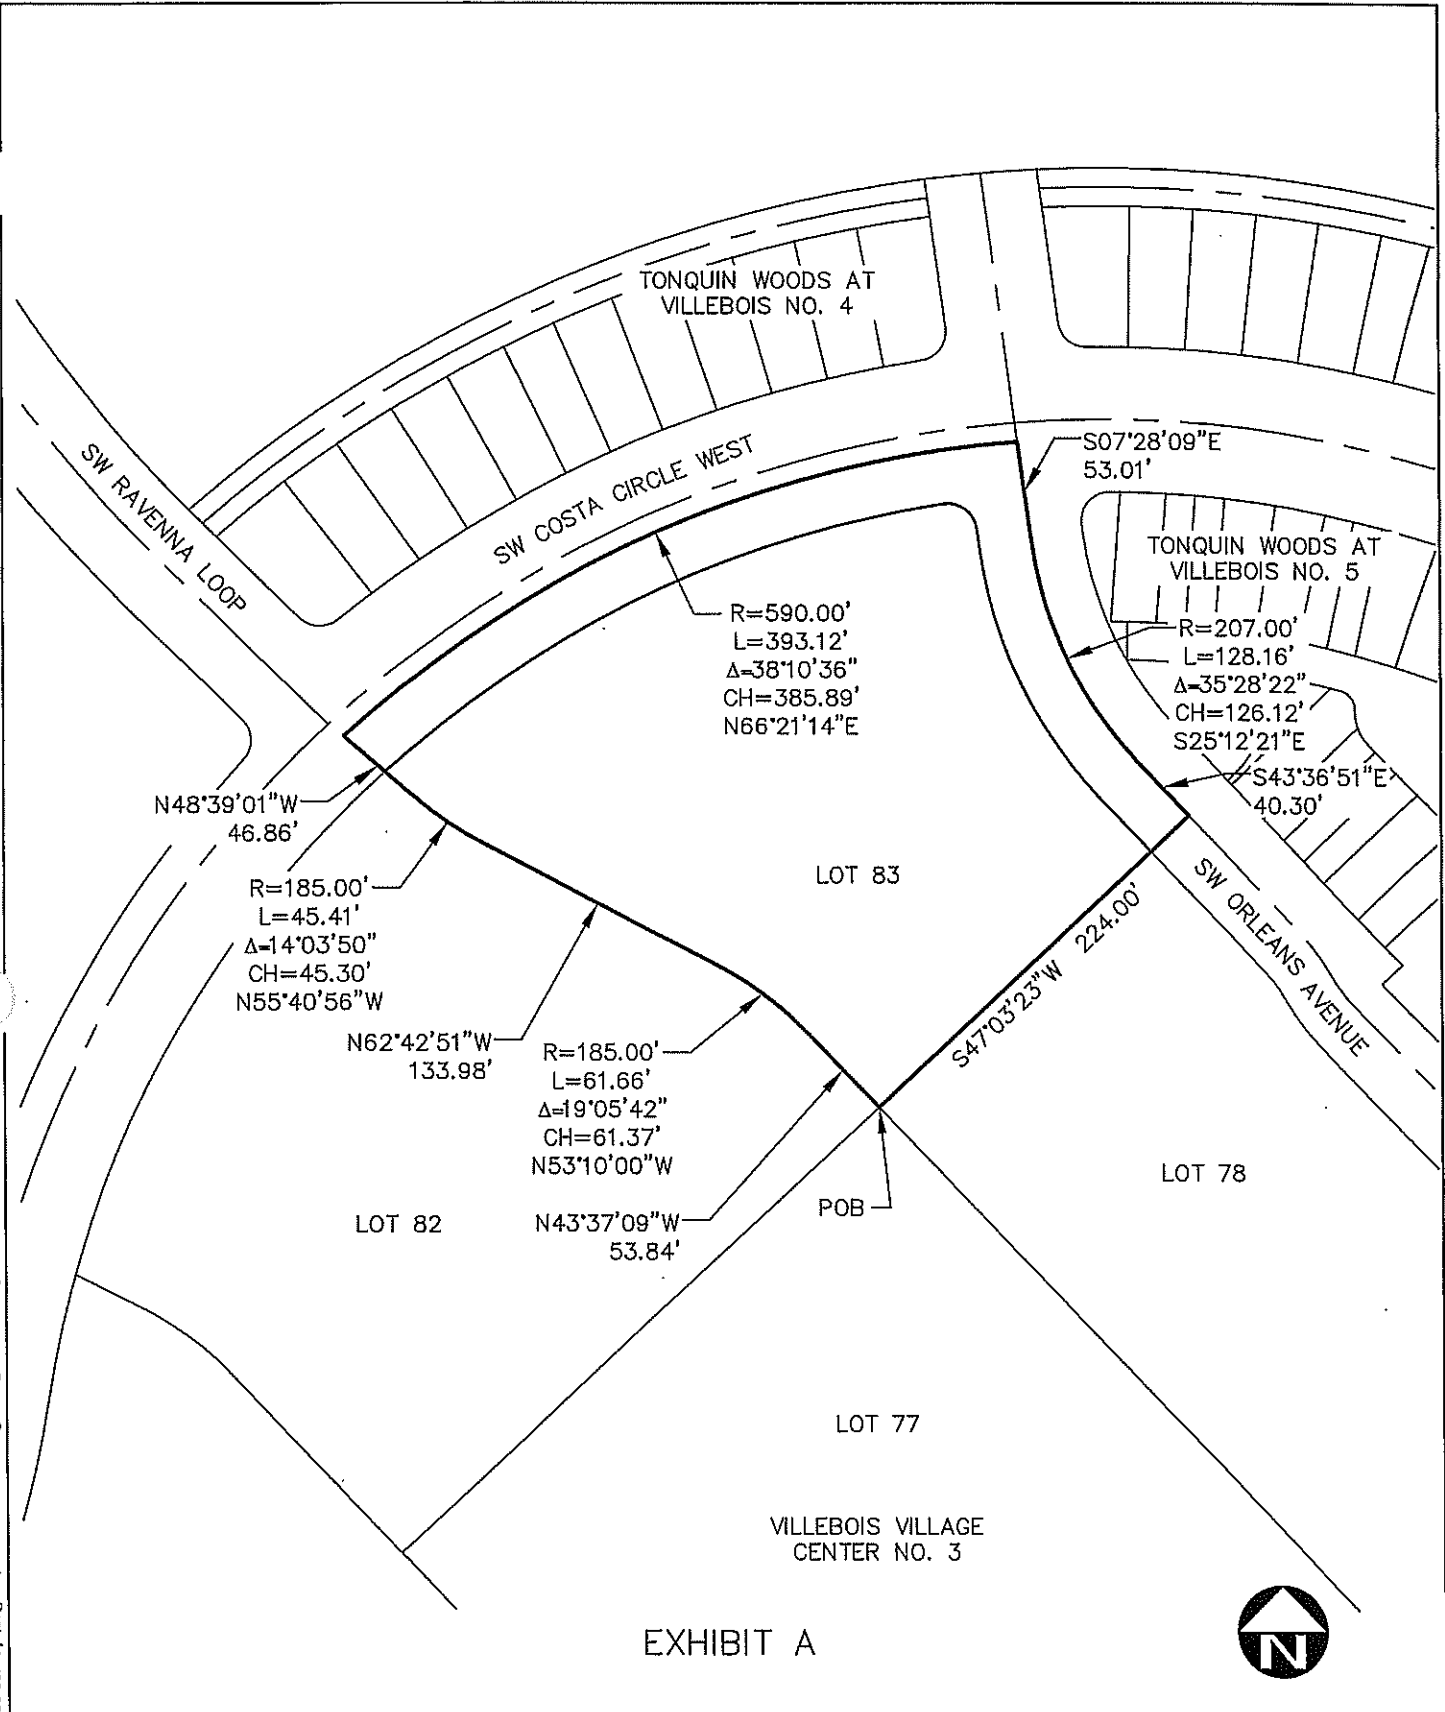 TONQUIN WOODS AT
VILLEBOIS NO. 4
SW RAVENNA LOOP
SW COSTA CIRCLE WEST
S07°28'09"E
53.01'
TONQUIN WOODS AT
VILLEBOIS NO. 5
R=590.00'
L=393.12'
Δ=38°10'36"
CH=385.89'
N66°21'14"E
R=207.00'
L=128.16'
Δ=35°28'22"
CH=126.12'
S25°12'21"E
S43°36'51"E
40.30'
N48°39'01"W
46.86'
R=185.00'
L=45.41'
Δ=14°03'50"
CH=45.30'
N55°40'56"W
LOT 83
SW ORLEANS AVENUE
S47°03'23"W 224.00'
N62°42'51"W
133.98'
R=185.00'
L=61.66'
Δ=19°05'42"
CH=61.37'
N53°10'00"W
N43°37'09"W
53.84'
POB
LOT 82
LOT 78
LOT 77
VILLEBOIS VILLAGE
CENTER NO. 3
EXHIBIT A
N